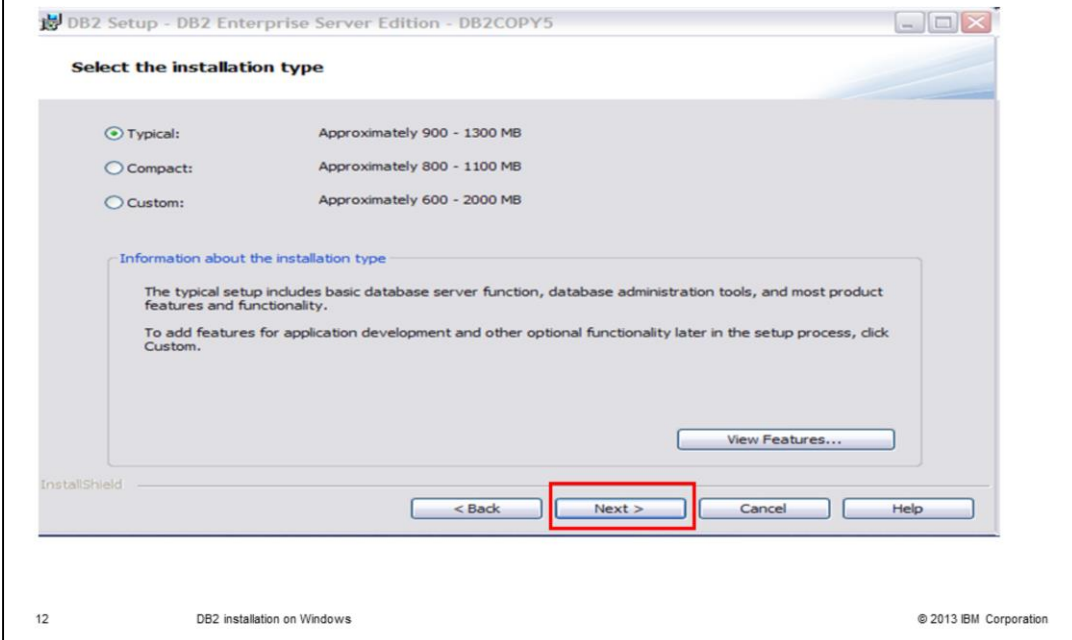 DB2 Setup - DB2 Enterprise Server Edition - DB2COPY5
Select the installation type
Typical: Approximately 900 - 1300 MB
Compact: Approximately 800 - 1100 MB
Custom: Approximately 600 - 2000 MB
Information about the installation type
The typical setup includes basic database server function, database administration tools, and most product
features and functionality.
To add features for application development and other optional functionality later in the setup process, click
Custom.
View Features...
InstallShield
< Back Next > Cancel Help
12 DB2 installation on Windows © 2013 IBM Corporation